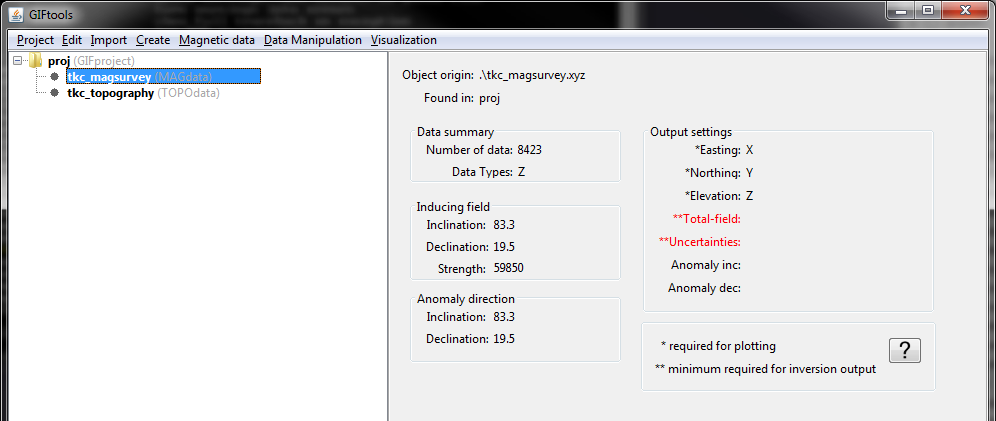 GIFtools
Project Edit Import Create Magnetic data Data Manipulation Visualization
proj (GIFproject)
tkc_magsurvey (MAGdata)
tkc_topography (TOPOdata)
Object origin: .\tkc_magsurvey.xyz
Found in: proj
Data summary
Number of data: 8423
Data Types: Z
Inducing field
Inclination: 83.3
Declination: 19.5
Strength: 59850
Anomaly direction
Inclination: 83.3
Declination: 19.5
Output settings
*Easting: X
*Northing: Y
*Elevation: Z
**Total-field:
**Uncertainties:
Anomaly inc:
Anomaly dec:
* required for plotting
** minimum required for inversion output
?